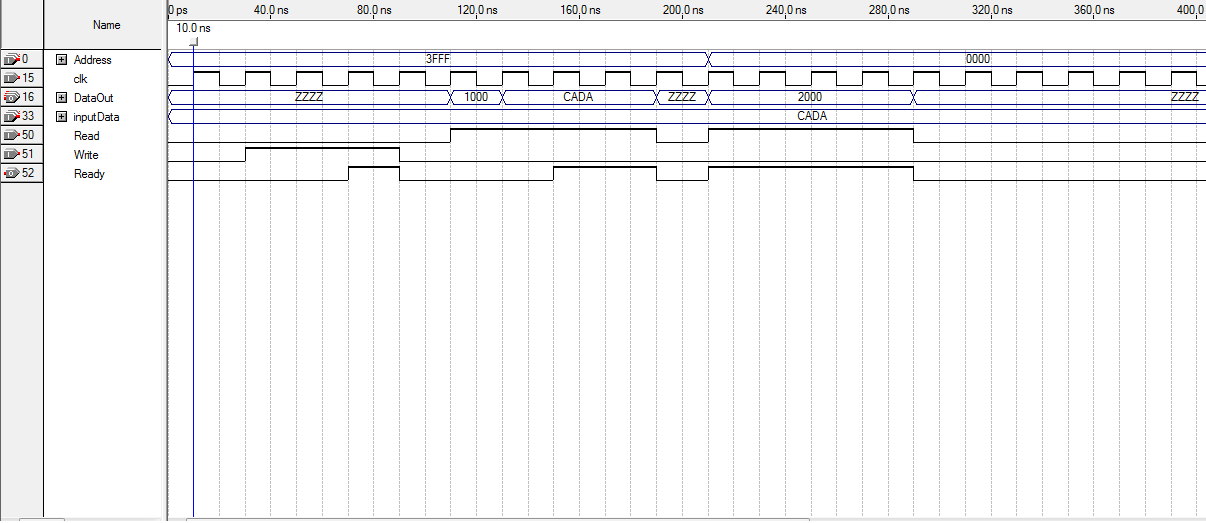 Name
0 ps 40.0 ns 80.0 ns 120.0 ns 160.0 ns 200.0 ns 240.0 ns 280.0 ns 320.0 ns 360.0 ns 400.0
10.0 ns
0 Address 3FFF 0000
15 clk
16 DataOut ZZZZ 1000 CADA ZZZZ 2000 ZZZZ
33 inputData CADA
50 Read
51 Write
52 Ready